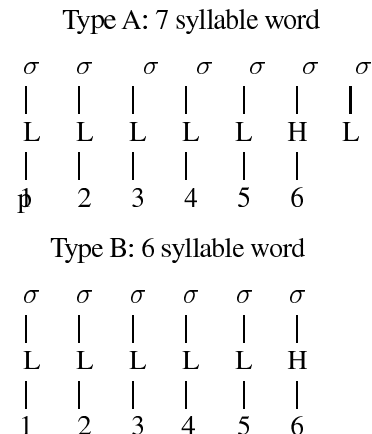 Type A: 7 syllable word
σ σ σ σ σ σ σ
L L L L L H L
p1 2 3 4 5 6
Type B: 6 syllable word
σ σ σ σ σ σ
L L L L L H
1 2 3 4 5 6